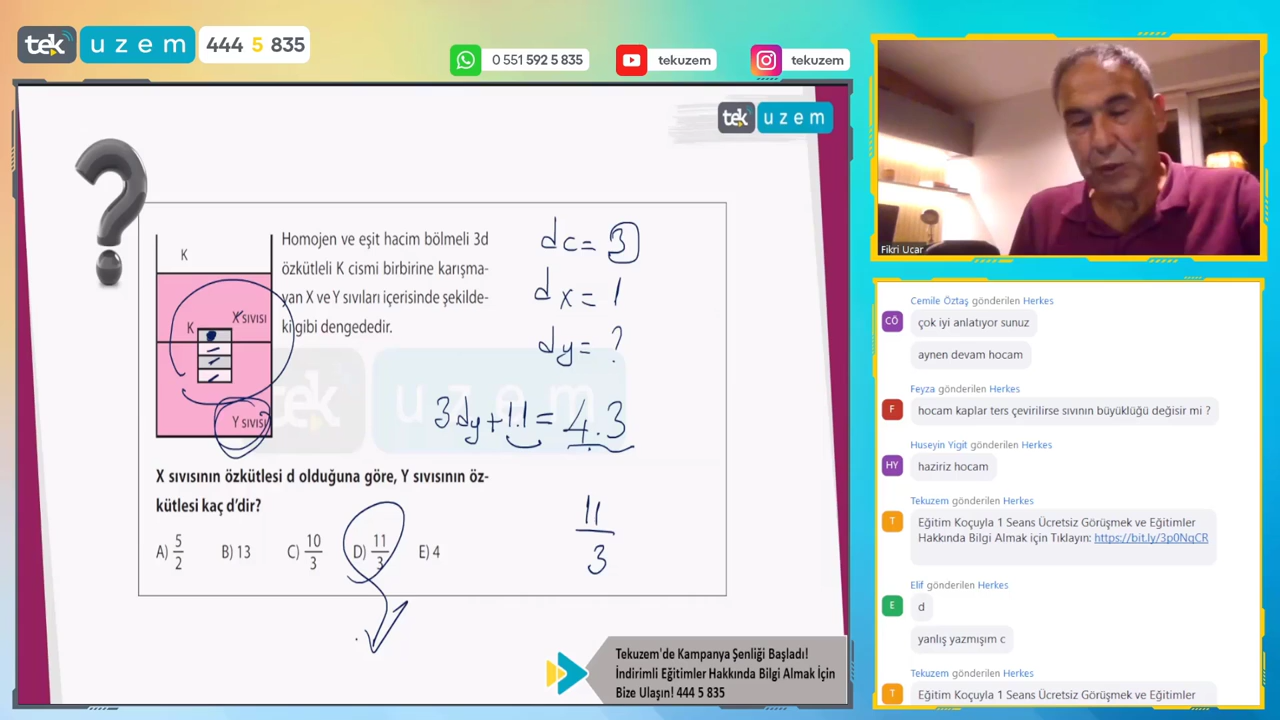 tek uzem 444 5 835
0 551 592 5 835
tekuzem
tekuzem
tek uzem
K
Homojen ve eşit hacim bölmeli 3d
özkütleli K cismi birbirine karışma-
yan X ve Y sıvıları içerisinde şekilde-
ki gibi dengededir.
X sıvısı
K
Y sıvısı
dc = 3
dx = 1
dy = ?
3dy + 1.1 = 4.3
11
3
tek uzem
X sıvısının özkütlesi d olduğuna göre, Y sıvısının öz-
kütlesi kaç d'dir?
A) 5/2 B) 13 C) 10/3 D) 11/3 E) 4
Tekuzem'de Kampanya Şenliği Başladı!
İndirimli Eğitimler Hakkında Bilgi Almak İçin
Bize Ulaşın! 444 5 835
Fikri Ucar
Cemile Öztaş gönderilen Herkes
CÖ
çok iyi anlatıyor sunuz
aynen devam hocam
Feyza gönderilen Herkes
F
hocam kaplar ters çevirilirse sıvının büyüklüğü değisir mi ?
Huseyin Yigit gönderilen Herkes
HY
haziriz hocam
Tekuzem gönderilen Herkes
T
Eğitim Koçuyla 1 Seans Ücretsiz Görüşmek ve Eğitimler
Hakkında Bilgi Almak için Tıklayın: https://bit.ly/3p0NqCR
Elif gönderilen Herkes
E
d
yanlış yazmışım c
Tekuzem gönderilen Herkes
T
Eğitim Koçuyla 1 Seans Ücretsiz Görüşmek ve Eğitimler